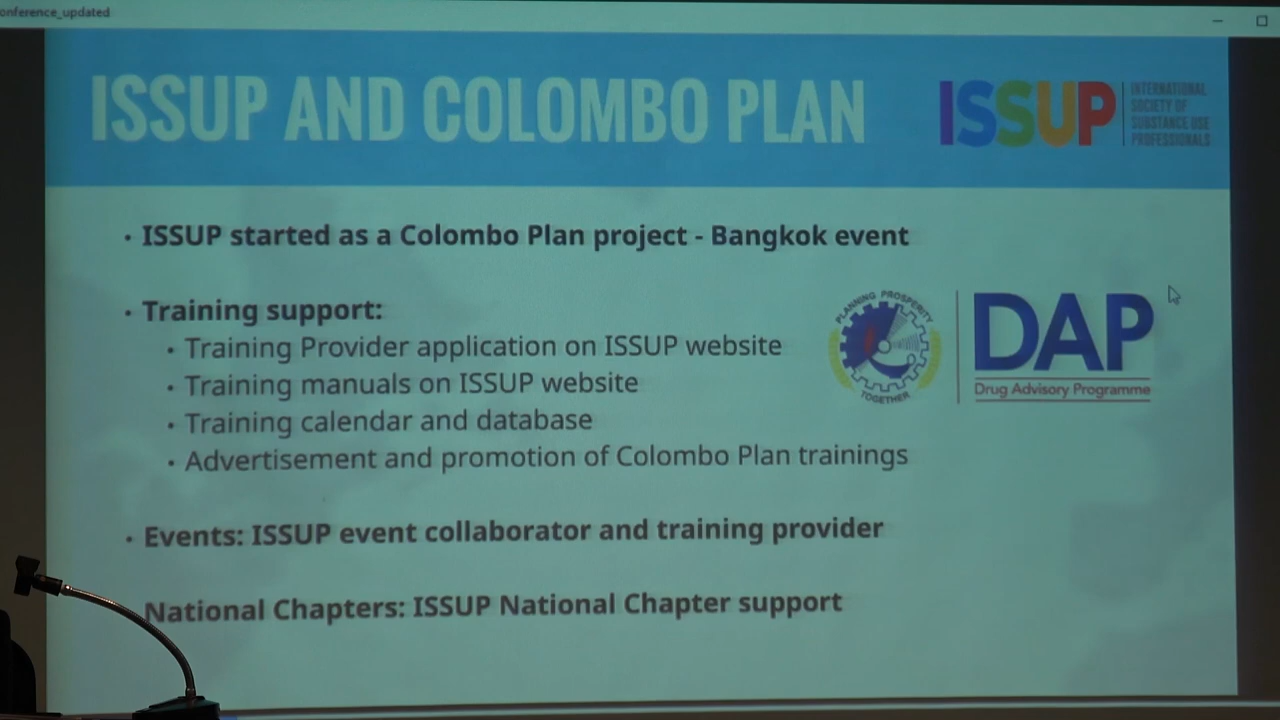 onference_updated
ISSUP AND COLOMBO PLAN
ISSUP
INTERNATIONAL
SOCIETY OF
SUBSTANCE USE
PROFESSIONALS
• ISSUP started as a Colombo Plan project - Bangkok event
• Training support:
• Training Provider application on ISSUP website
• Training manuals on ISSUP website
• Training calendar and database
• Advertisement and promotion of Colombo Plan trainings
PLANNING PROSPERITY
TOGETHER
DAP
Drug Advisory Programme
• Events: ISSUP event collaborator and training provider
National Chapters: ISSUP National Chapter support